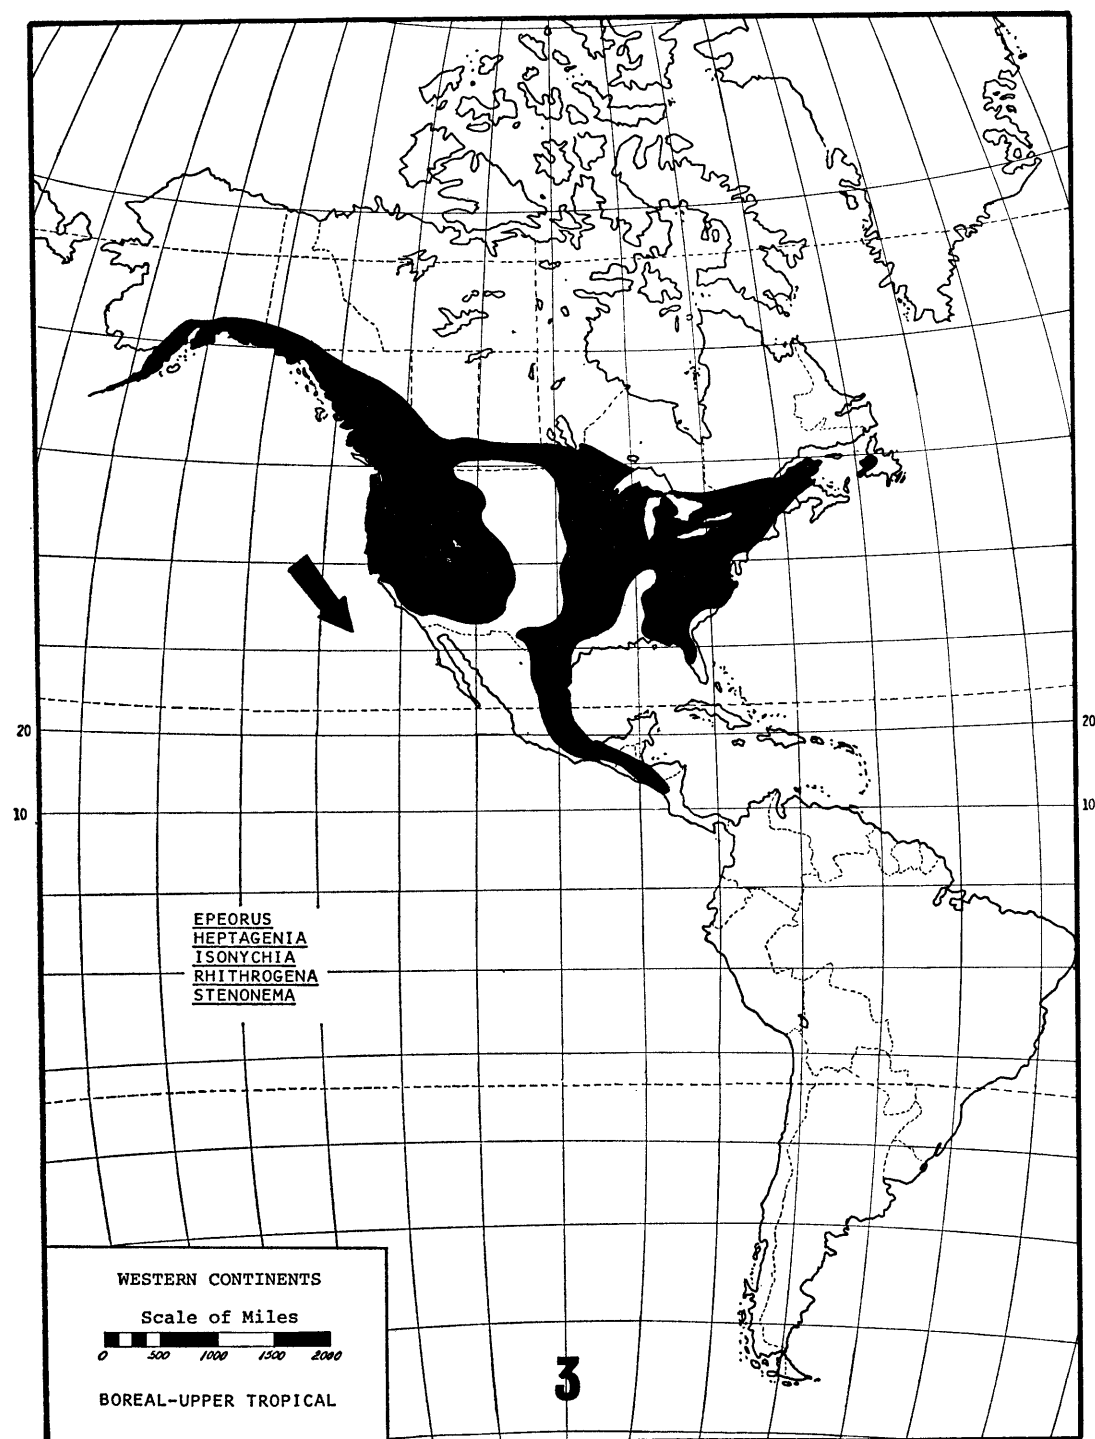 20
20
10
10
EPEORUS
HEPTAGENIA
ISONYCHIA
RHITHROGENA
STENONEMA
WESTERN CONTINENTS
Scale of Miles
0 500 1000 1500 2000
BOREAL-UPPER TROPICAL
3